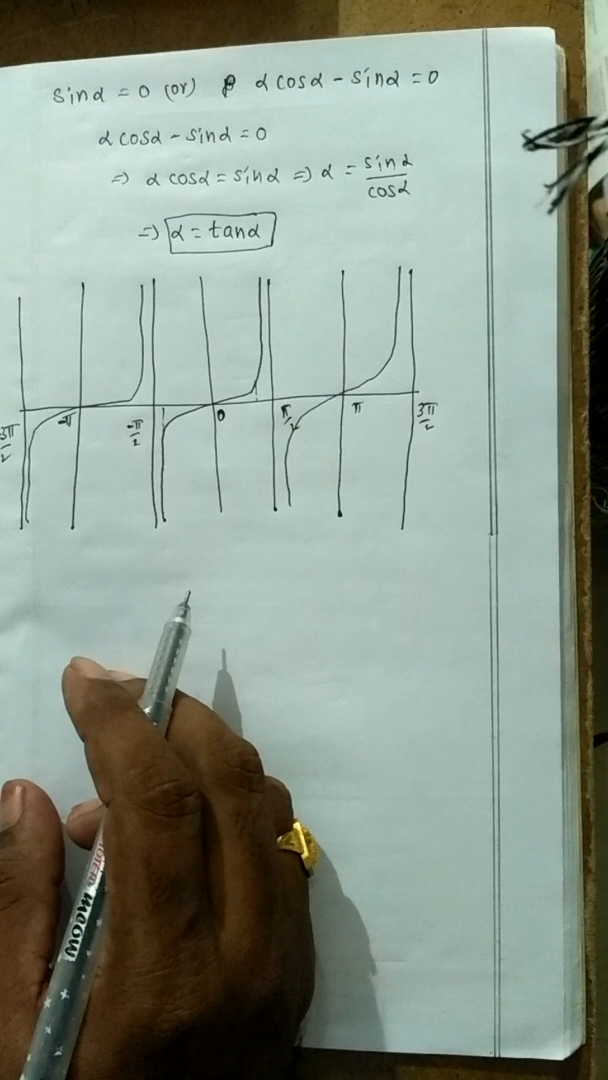 sinα = 0 (or) α cosα - sinα = 0
α cosα - sinα = 0
⇒ α cosα = sinα ⇒ α = sinα/cosα
⇒ α = tanα
3π/2 -π -π/2 0 π/2 π 3π/2
meow